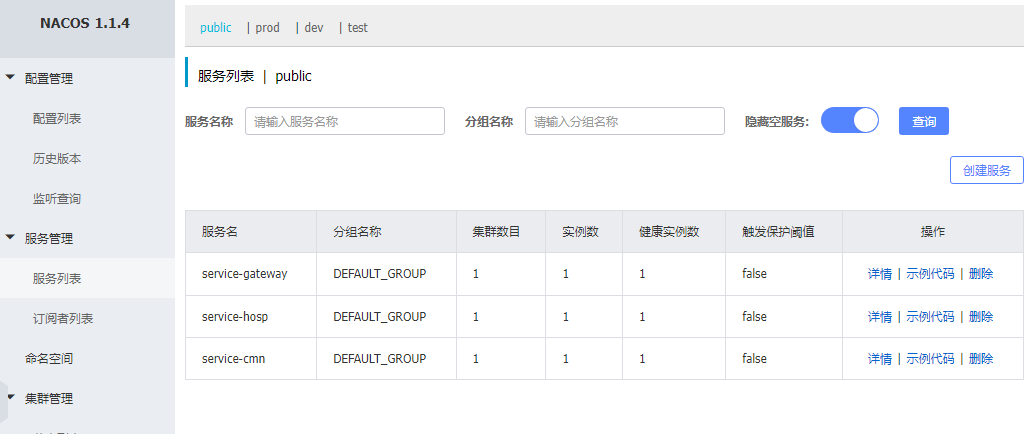 NACOS 1.1.4
public | prod | dev | test
配置管理
配置列表
历史版本
监听查询
服务管理
服务列表
订阅者列表
命名空间
集群管理
服务列表 | public
服务名称 请输入服务名称 分组名称 请输入分组名称 隐藏空服务: 查询
创建服务
服务名 分组名称 集群数目 实例数 健康实例数 触发保护阈值 操作
service-gateway DEFAULT_GROUP 1 1 1 false 详情 | 示例代码 | 删除
service-hosp DEFAULT_GROUP 1 1 1 false 详情 | 示例代码 | 删除
service-cmn DEFAULT_GROUP 1 1 1 false 详情 | 示例代码 | 删除